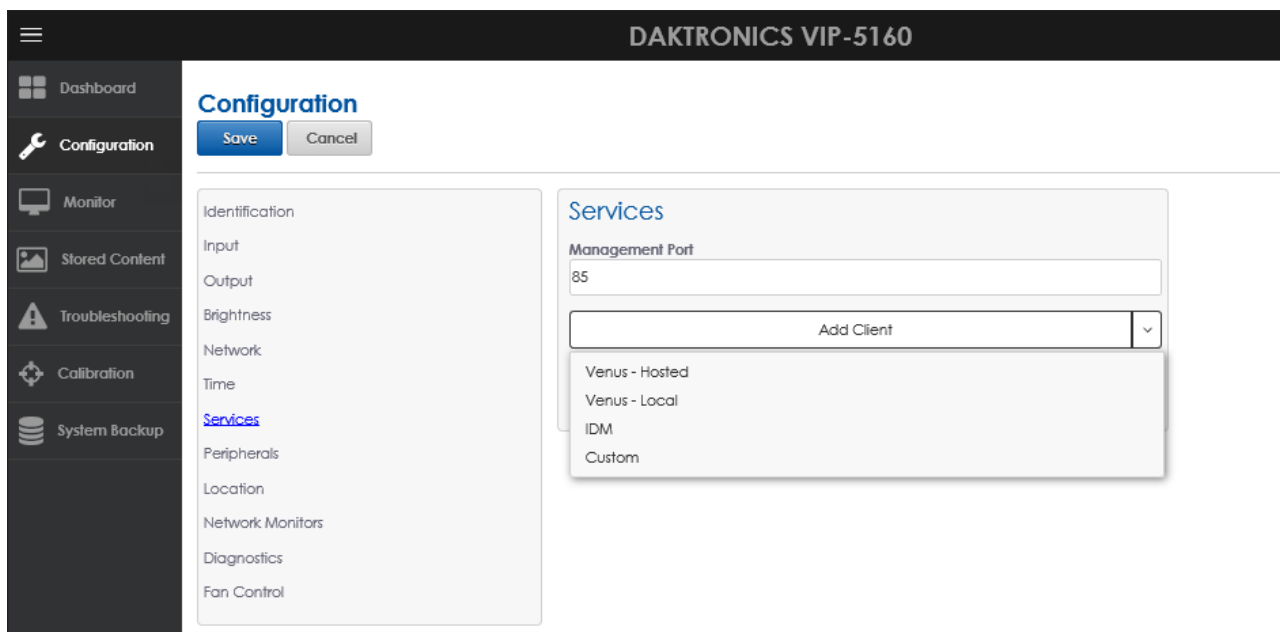 DAKTRONICS VIP-5160
Dashboard
Configuration
Monitor
Stored Content
Troubleshooting
Calibration
System Backup
Configuration
Save Cancel
Identification
Input
Output
Brightness
Network
Time
Services
Peripherals
Location
Network Monitors
Diagnostics
Fan Control
Services
Management Port
85
Add Client
Venus - Hosted
Venus - Local
IDM
Custom